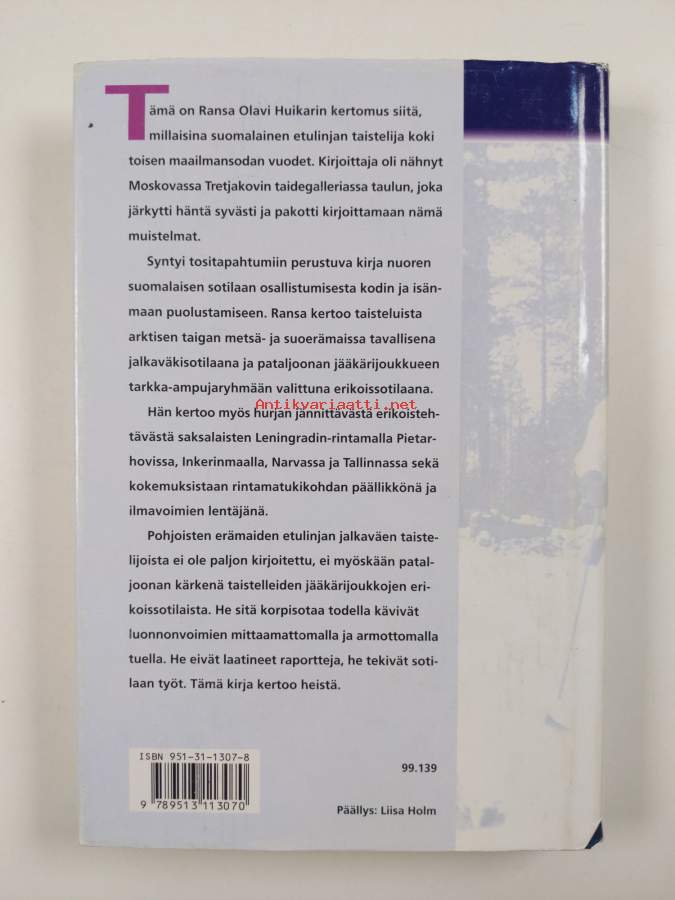 Tämä on Ransa Olavi Huikarin kertomus siitä,
millaisina suomalainen etulinjan taistelija koki
toisen maailmansodan vuodet. Kirjoittaja oli nähnyt
Moskovassa Tretjakovin taidegalleriassa taulun, joka
järkytti häntä syvästi ja pakotti kirjoittamaan nämä
muistelmat.
Syntyi tositapahtumiin perustuva kirja nuoren
suomalaisen sotilaan osallistumisesta kodin ja isän-
maan puolustamiseen. Ransa kertoo taisteluista
arktisen taigan metsä- ja suoerämaissa tavallisena
jalkaväkisotilaana ja pataljoonan jääkärijoukkueen
tarkka-ampujaryhmään valittuna erikoissotilaana.
Antikvariaatti.net
Hän kertoo myös hurjan jännittävästä erikoisteh-
tävästä saksalaisten Leningradin-rintamalla Pietar-
hovissa, Inkerinmaalla, Narvassa ja Tallinnassa sekä
kokemuksistaan rintamatukikohdan päällikkönä ja
ilmavoimien lentäjänä.
Pohjoisten erämaiden etulinjan jalkaväen taiste-
lijoista ei ole paljon kirjoitettu, ei myöskään patal-
joonan kärkenä taistelleiden jääkärijoukkojen eri-
koissotilaista. He sitä korpisotaa todella kävivät
luonnonvoimien mittaamattomalla ja armottomalla
tuella. He eivät laatineet raportteja, he tekivät soti-
laan työt. Tämä kirja kertoo heistä.
ISBN 951-31-1307-8
9 789513 113070
99.139
Päällys: Liisa Holm